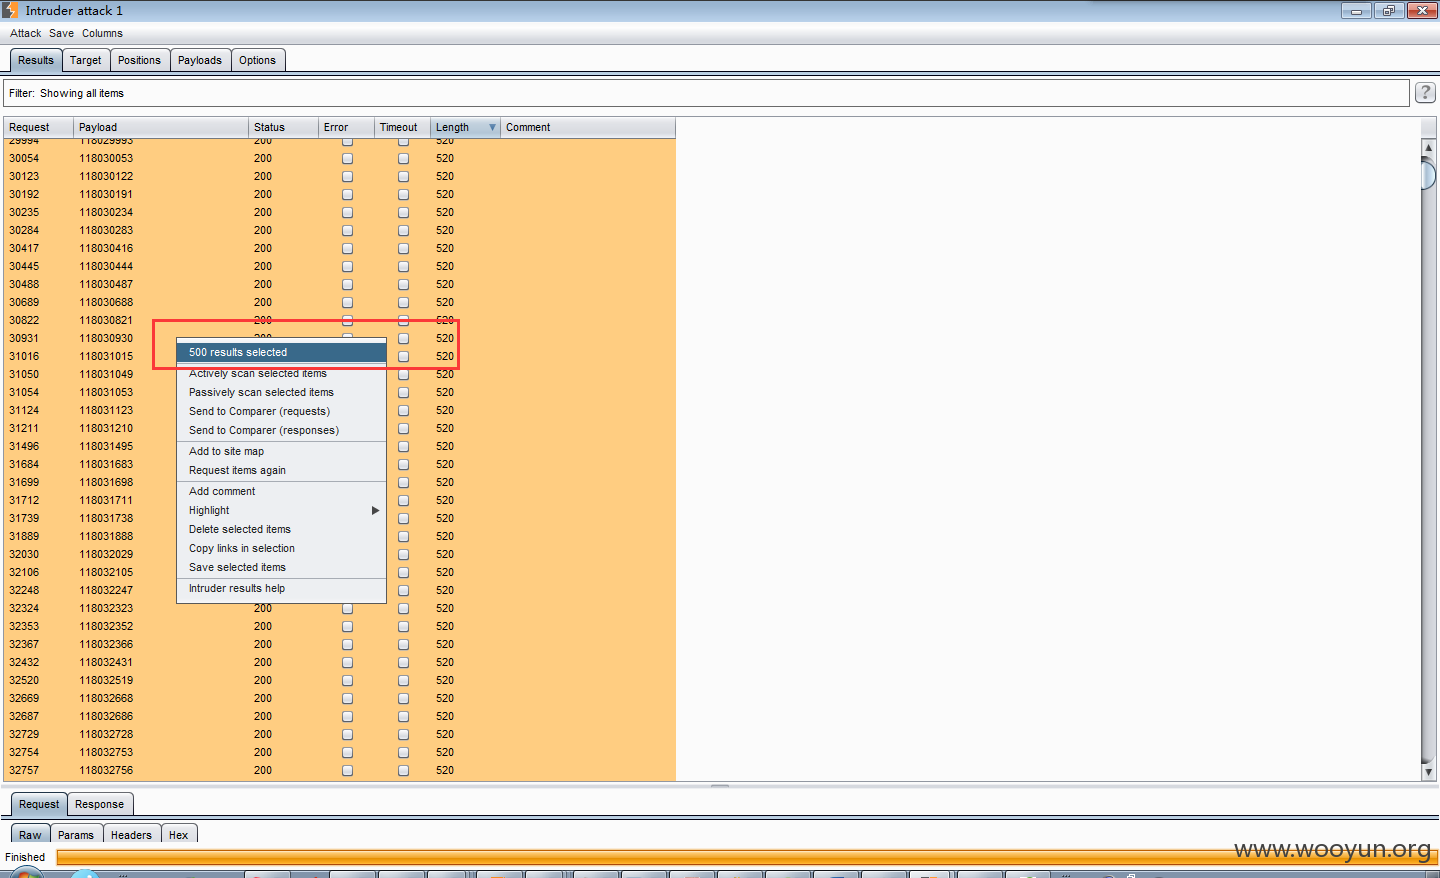 Intruder attack 1
Attack Save Columns
Results Target Positions Payloads Options
Filter: Showing all items
?
Request Payload Status Error Timeout Length Comment
29994 118029993 200 520
30054 118030053 200 520
30123 118030122 200 520
30192 118030191 200 520
30235 118030234 200 520
30284 118030283 200 520
30417 118030416 200 520
30445 118030444 200 520
30488 118030487 200 520
30689 118030688 200 520
30822 118030821 200 520
30931 118030930 200 520
31016 118031015 520
31050 118031049 520
31054 118031053 520
31124 118031123 520
31211 118031210 520
31496 118031495 520
31684 118031683 520
31699 118031698 520
31712 118031711 520
31739 118031738 520
31889 118031888 520
32030 118032029 520
32106 118032105 520
32248 118032247 520
32324 118032323 200 520
32353 118032352 200 520
32367 118032366 200 520
32432 118032431 200 520
32520 118032519 200 520
32669 118032668 200 520
32687 118032686 200 520
32729 118032728 200 520
32754 118032753 200 520
32757 118032756 200 520
500 results selected
Actively scan selected items
Passively scan selected items
Send to Comparer (requests)
Send to Comparer (responses)
Add to site map
Request items again
Add comment
Highlight
Delete selected items
Copy links in selection
Save selected items
Intruder results help
Request Response
Raw Params Headers Hex
Finished
www.wooyun.org